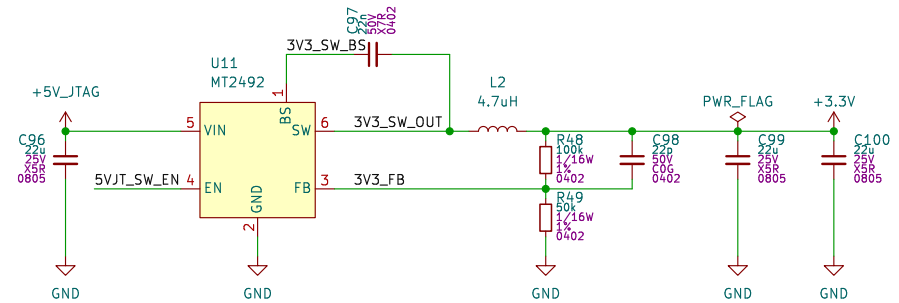 C97
22n
50V
X7R
0402
3V3_SW_BS
U11
MT2492
1
BS
+5V_JTAG
L2
4.7uH
PWR_FLAG
+3.3V
5
VIN
SW
6
3V3_SW_OUT
C96
22u
25V
X5R
0805
R48
100k
1/16W
1%
0402
C98
22p
50V
C0G
0402
C99
22u
25V
X5R
0805
C100
22u
25V
X5R
0805
5VJT_SW_EN
4
EN
FB
3
3V3_FB
GND
2
R49
50k
1/16W
1%
0402
GND
GND
GND
GND
GND